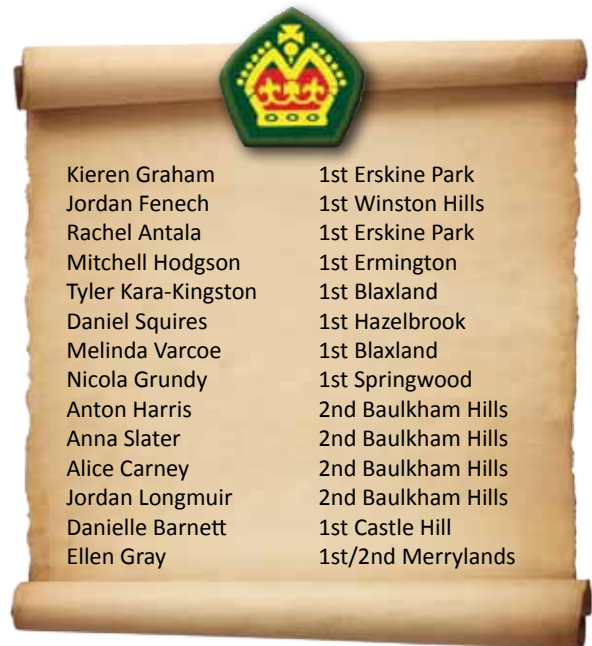 Kieren Graham 1st Erskine Park
Jordan Fenech 1st Winston Hills
Rachel Antala 1st Erskine Park
Mitchell Hodgson 1st Ermington
Tyler Kara-Kingston 1st Blaxland
Daniel Squires 1st Hazelbrook
Melinda Varcoe 1st Blaxland
Nicola Grundy 1st Springwood
Anton Harris 2nd Baulkham Hills
Anna Slater 2nd Baulkham Hills
Alice Carney 2nd Baulkham Hills
Jordan Longmuir 2nd Baulkham Hills
Danielle Barnett 1st Castle Hill
Ellen Gray 1st/2nd Merrylands